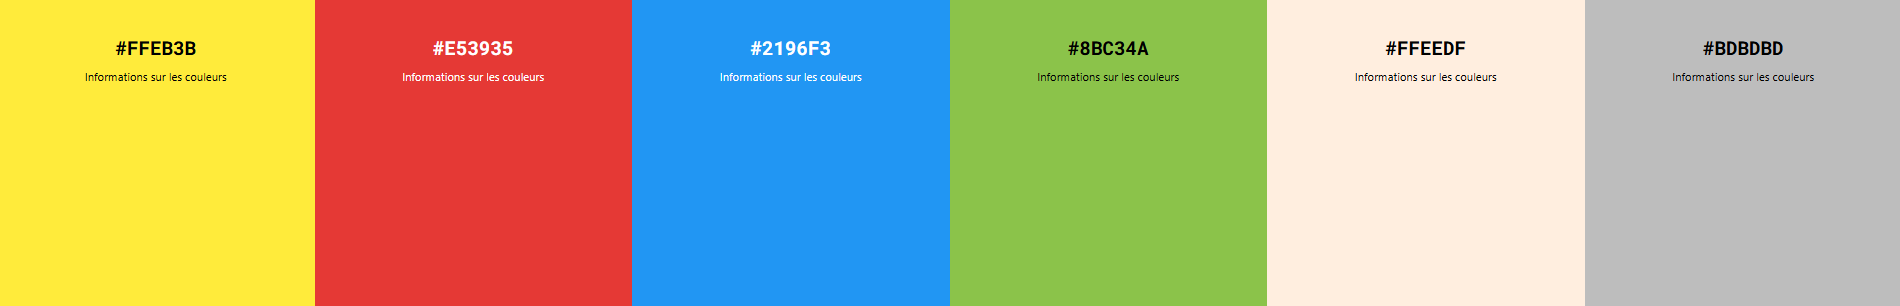 #FFEB3B
Informations sur les couleurs
#E53935
Informations sur les couleurs
#2196F3
Informations sur les couleurs
#8BC34A
Informations sur les couleurs
#FFEEDF
Informations sur les couleurs
#BDBDBD
Informations sur les couleurs